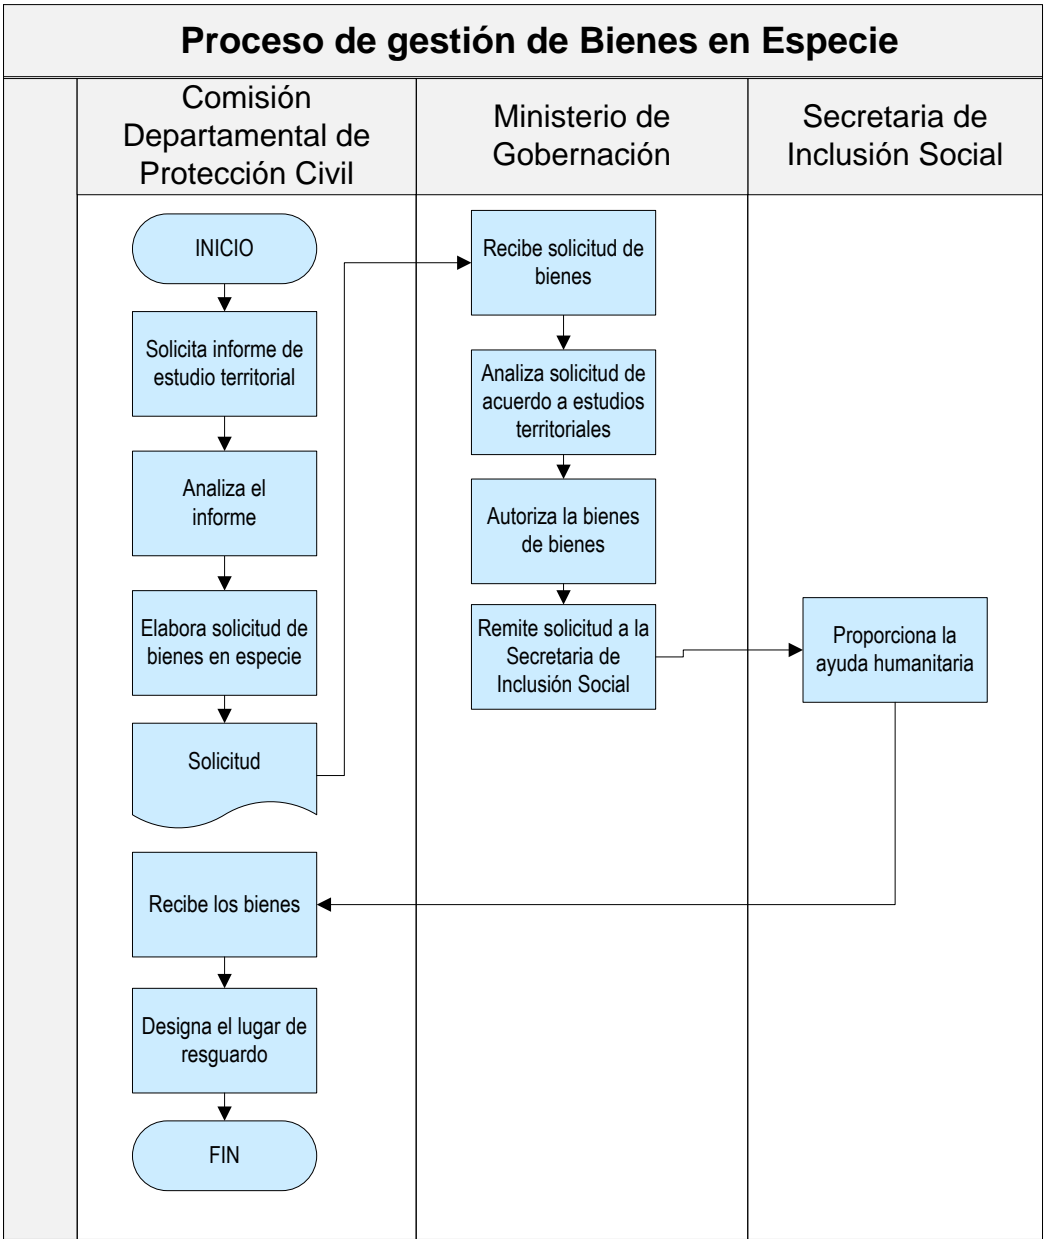 Proceso de gestión de Bienes en Especie
Comisión
Departamental de
Protección Civil
Ministerio de
Gobernación
Secretaria de
Inclusión Social
INICIO
Solicita informe de
estudio territorial
Analiza el
informe
Elabora solicitud de
bienes en especie
Solicitud
Recibe solicitud de
bienes
Analiza solicitud de
acuerdo a estudios
territoriales
Autoriza la bienes
de bienes
Remite solicitud a la
Secretaria de
Inclusión Social
Proporciona la
ayuda humanitaria
Recibe los bienes
Designa el lugar de
resguardo
FIN